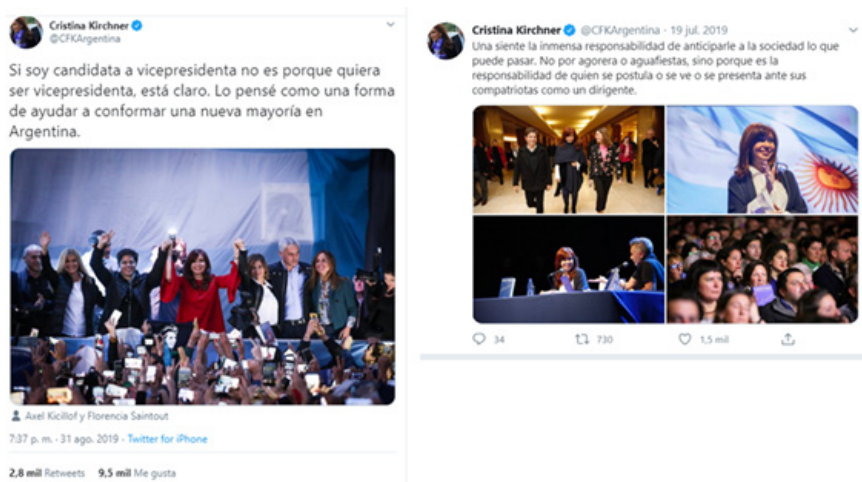 Cristina Kirchner
@CFKArgentina
Si soy candidata a vicepresidenta no es porque quiera
ser vicepresidenta, está claro. Lo pensé como una forma
de ayudar a conformar una nueva mayoría en
Argentina.
Axel Kicillof y Florencia Saintout
7:37 p. m. · 31 ago. 2019 · Twitter for iPhone
2,8 mil Retweets 9,5 mil Me gusta
Cristina Kirchner @CFKArgentina · 19 jul. 2019
Una siente la inmensa responsabilidad de anticiparle a la sociedad lo que
puede pasar. No por agorera o aguafiestas, sino porque es la
responsabilidad de quien se postula o se ve o se presenta ante sus
compatriotas como un dirigente.
34 730 1,5 mil